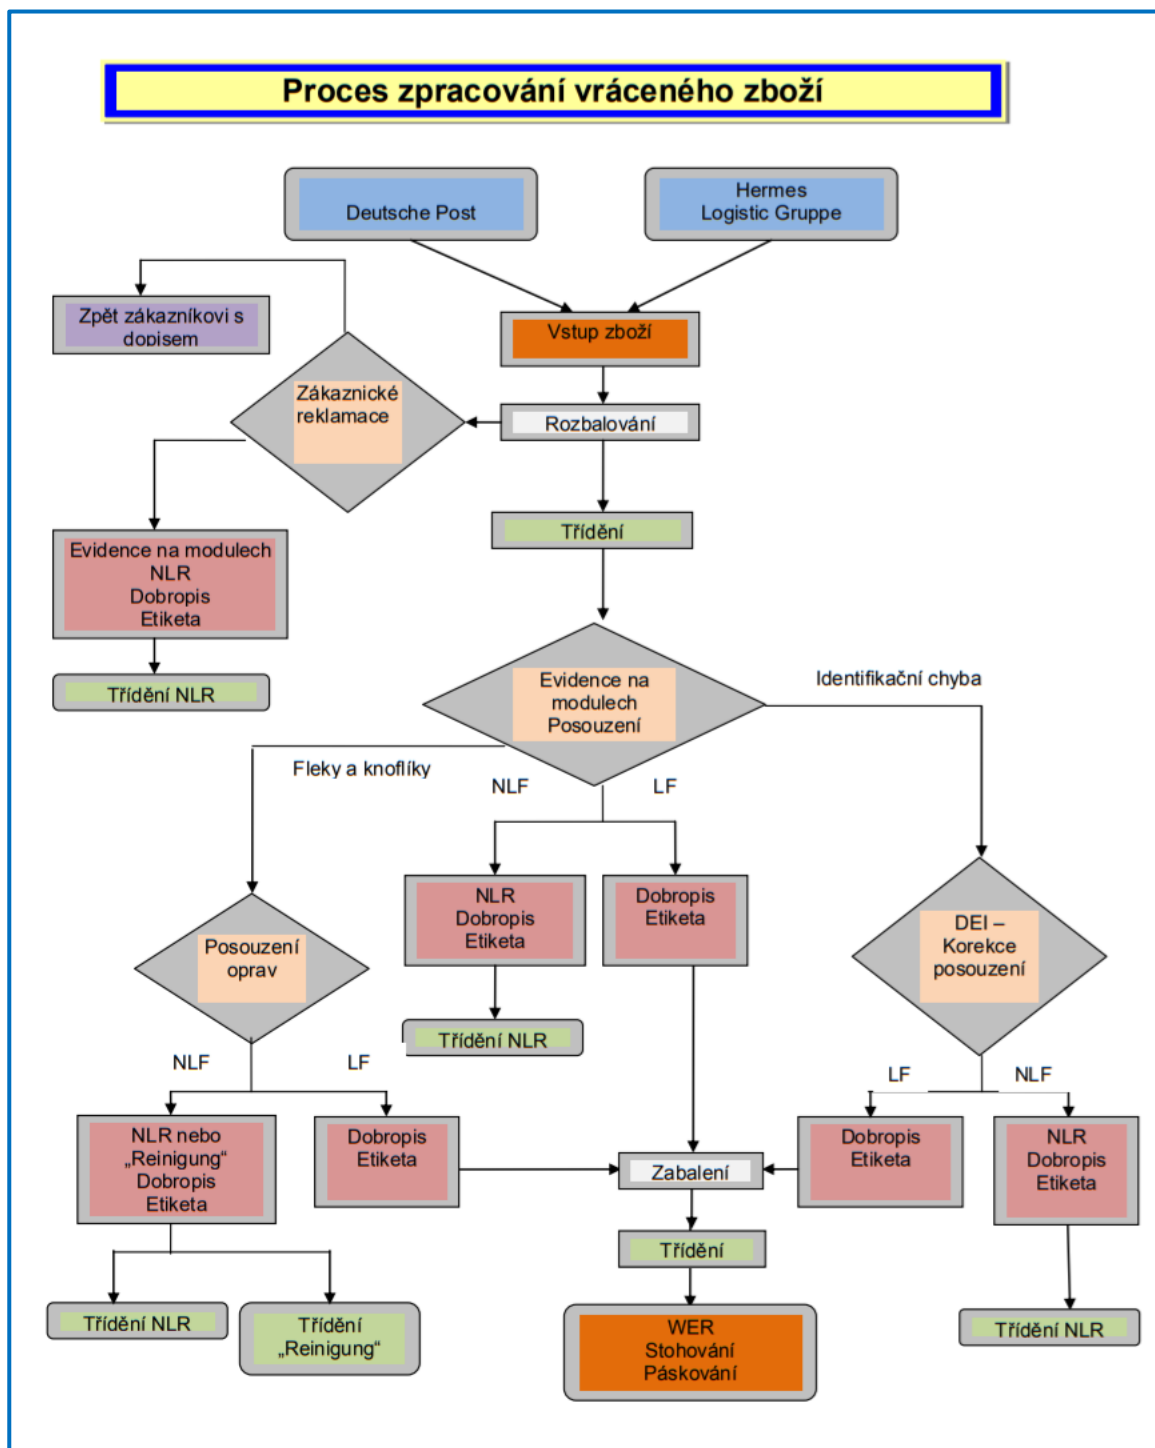 Proces zpracování vráceného zboží
Deutsche Post
Hermes
Logistic Gruppe
Zpět zákazníkovi s
dopisem
Vstup zboží
Zákaznické
reklamace
Rozbalování
Třídění
Evidence na modulech
NLR
Dobropis
Etiketa
Třídění NLR
Evidence na
modulech
Posouzení
Identifikační chyba
Fleky a knoflíky
NLF
LF
NLR
Dobropis
Etiketa
Dobropis
Etiketa
Posouzení
oprav
DEI –
Korekce
posouzení
Třídění NLR
NLF
LF
LF
NLF
NLR nebo
„Reinigung“
Dobropis
Etiketa
Dobropis
Etiketa
Zabalení
Dobropis
Etiketa
NLR
Dobropis
Etiketa
Třídění
Třídění NLR
Třídění
„Reinigung“
WER
Stohování
Páskování
Třídění NLR